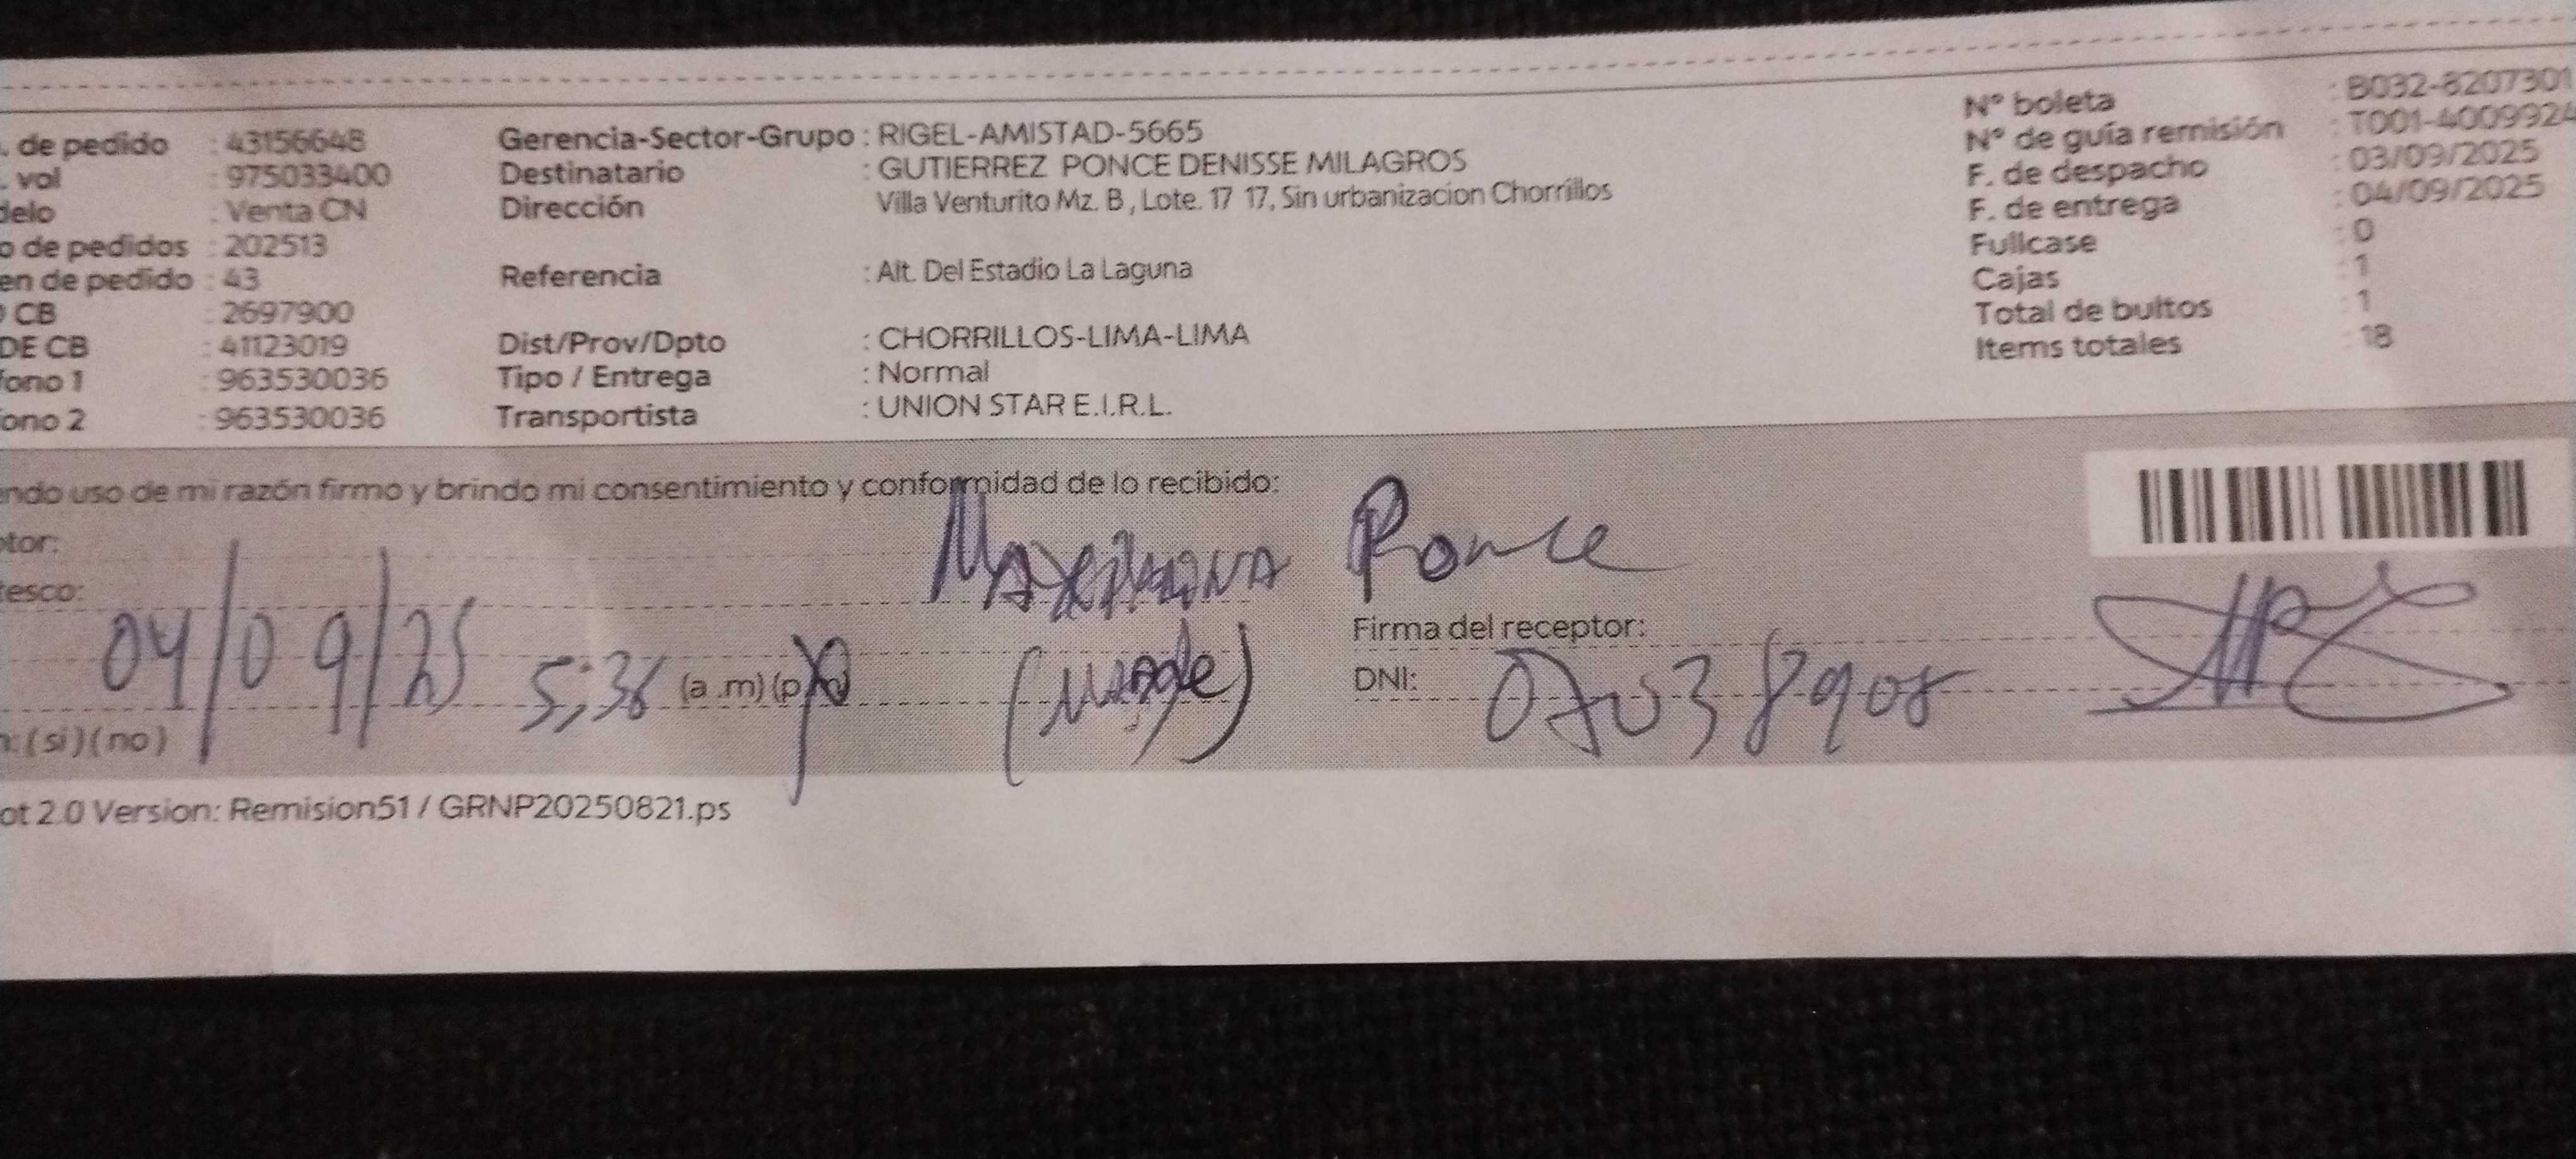 . de pedido : 43156648 Gerencia-Sector-Grupo : RIGEL-AMISTAD-5665 N° boleta : B032-8207301
. vol : 975033400 Destinatario : GUTIERREZ PONCE DENISSE MILAGROS N° de guía remisión : T001-4009924
delo : Venta CN Dirección Villa Venturito Mz. B , Lote. 17 17, Sin urbanizacion Chorrillos F. de despacho : 03/09/2025
o de pedidos : 202513 F. de entrega : 04/09/2025
en de pedido : 43 Referencia : Alt. Del Estadio La Laguna Fullcase : 0
CB : 2697900 Cajas : 1
DE CB : 41123019 Dist/Prov/Dpto : CHORRILLOS-LIMA-LIMA Total de bultos : 1
fono 1 : 963530036 Tipo / Entrega : Normal Items totales : 18
ono 2 : 963530036 Transportista : UNION STAR E.I.R.L.
ndo uso de mi razón firmo y brindo mi consentimiento y conformidad de lo recibido:
Ponce
tor:
esco:
Firma del receptor:
04/09/25 5:36 (a .m) (p
DNI:
: (si) (no)
ot 2.0 Version: Remision51 / GRNP20250821.ps